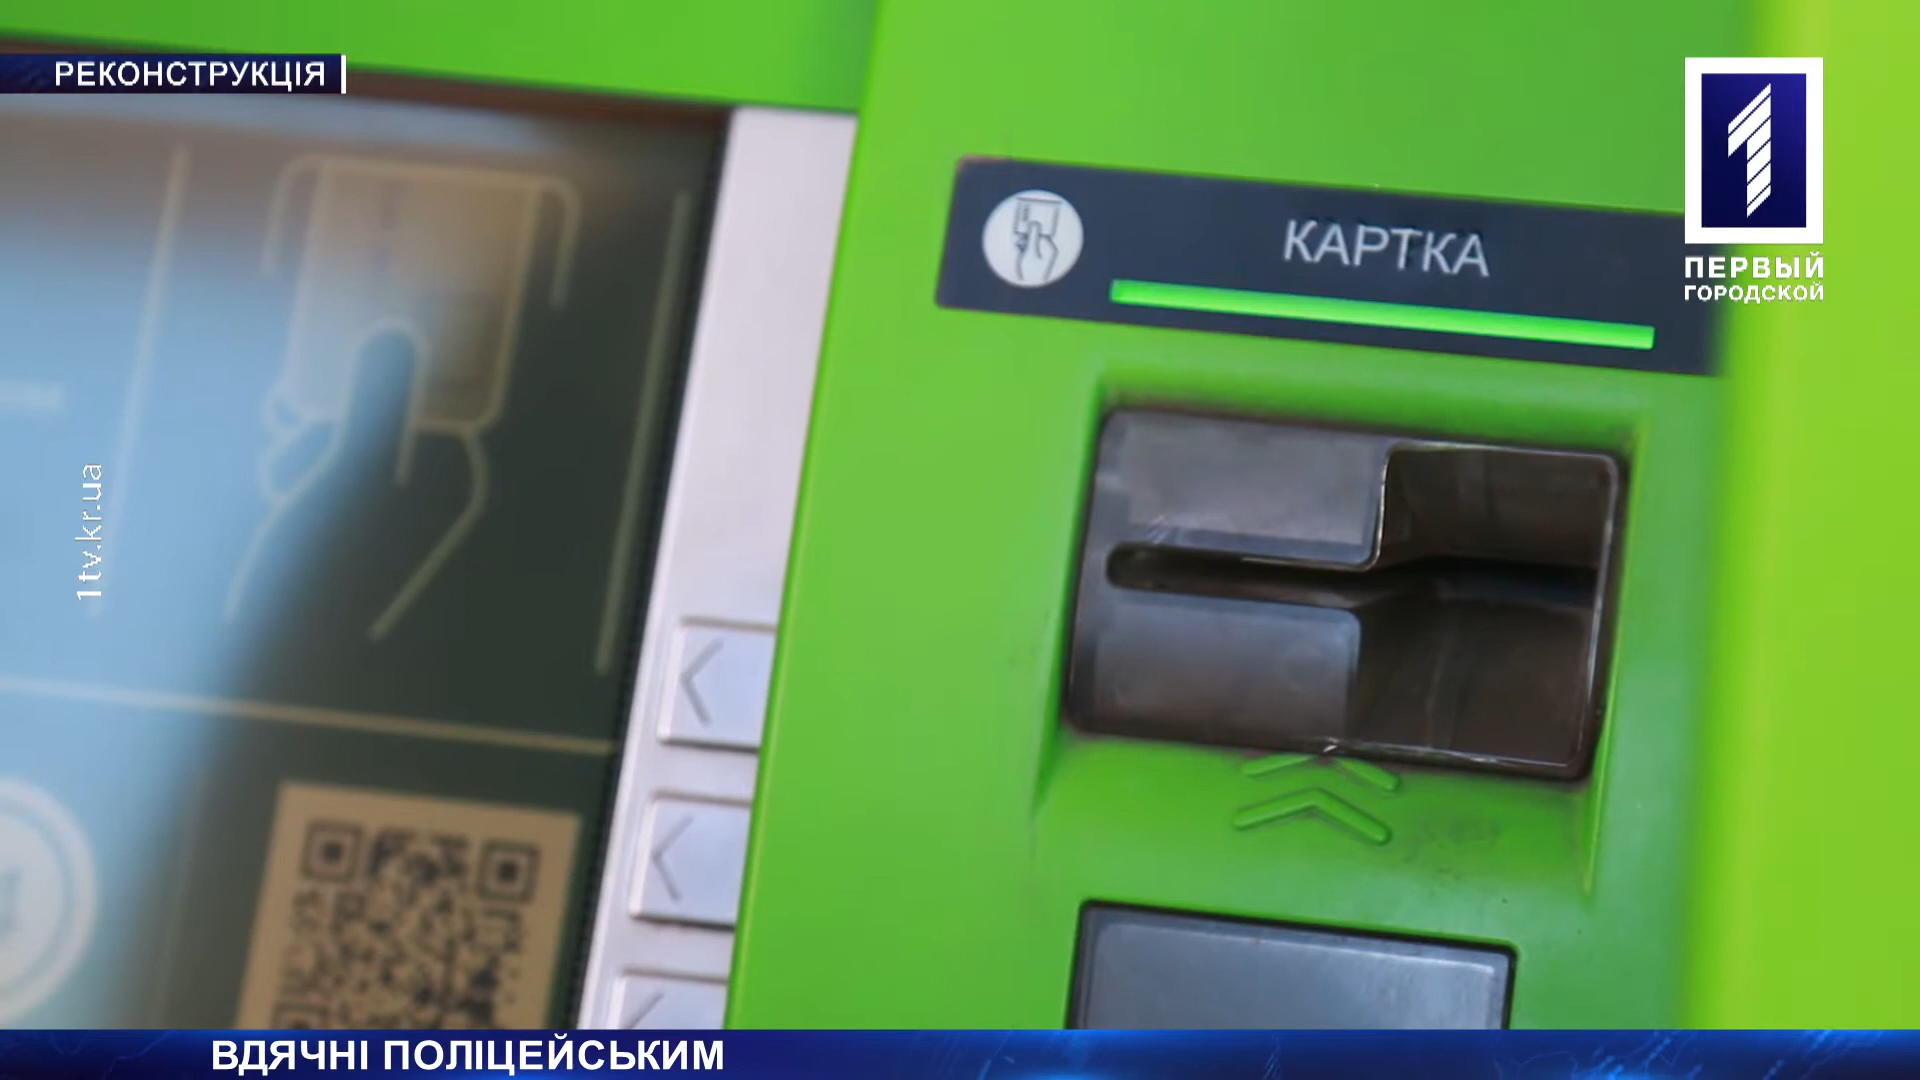 РЕКОНСТРУКЦІЯ
КАРТКА
ПЕРВЫЙ
ГОРОДСКОЙ
1tv.kr.ua
ВДЯЧНІ ПОЛІЦЕЙСЬКИМ